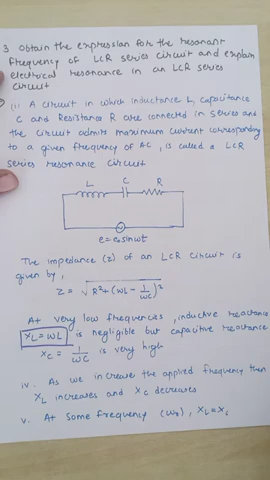 3 Obtain the expression for the resonant
frequency of LCR series circuit and explain
electrical resonance in an LCR series
circuit
(i). A circuit in which inductance L, capacitance
C and Resistance R are connected in series and
the circuit admits maximum current corresponding
to a given frequency of AC, is called a LCR
series resonance circuit.
L C R
e = e₀ sin ωt
The impedance (z) of an LCR circuit is
given by,
Z = √R² + (ωL - 1/ωC)²
At very low frequencies, inductive reactance
XL = ωL is negligible but capacitive reactance
Xc = 1/ωC is very high
iv. As we increase the applied frequency then
XL increases and Xc decreases
v. At some frequency (ωr), XL = Xc